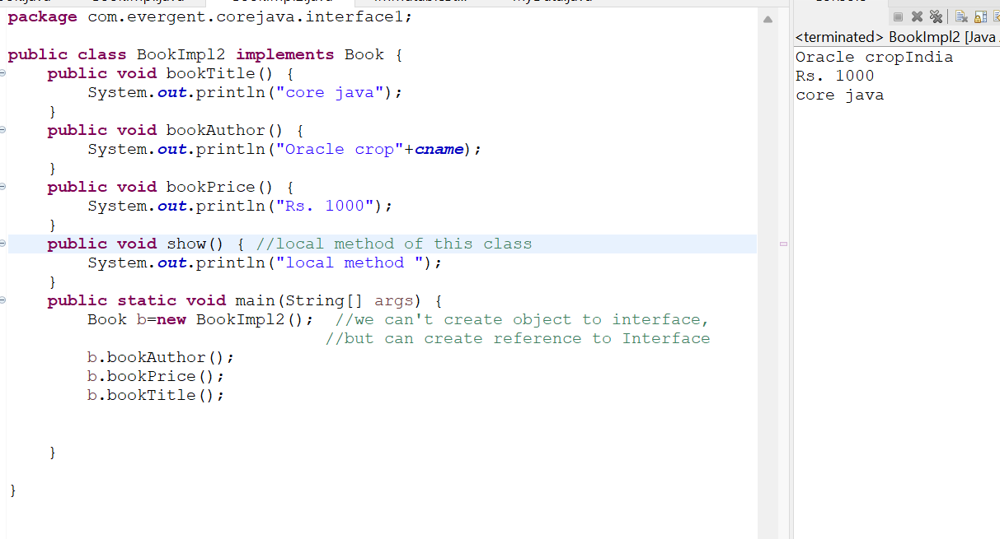 package com.evergent.corejava.interface1;
public class BookImpl2 implements Book {
public void bookTitle() {
System.out.println("core java");
}
public void bookAuthor() {
System.out.println("Oracle crop"+cname);
}
public void bookPrice() {
System.out.println("Rs. 1000");
}
public void show() { //local method of this class
System.out.println("local method ");
}
public static void main(String[] args) {
Book b=new BookImpl2(); //we can't create object to interface,
//but can create reference to Interface
b.bookAuthor();
b.bookPrice();
b.bookTitle();
}
}
<terminated> BookImpl2 [Java
Oracle cropIndia
Rs. 1000
core java